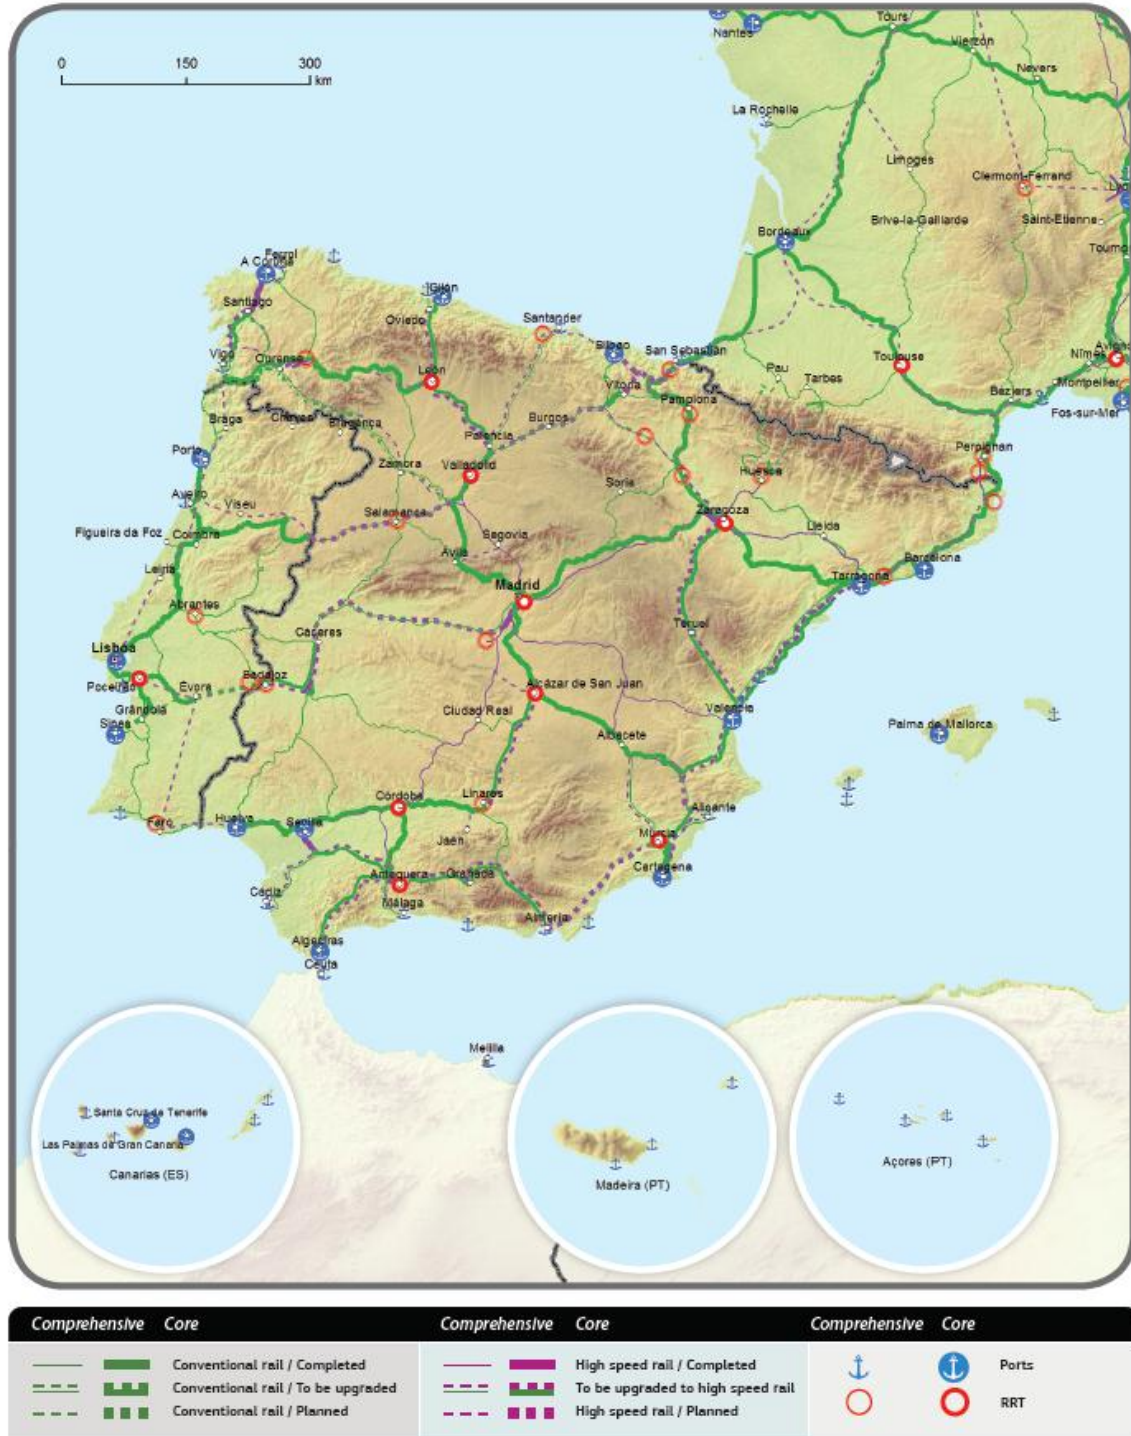 0 150 300
km
Nantes
Tours
Vierzon
Nevers
La Rochelle
Limoges
Clermont-Ferrand
Brive-la-Gaillarde
Saint-Etienne
Bordeaux
Ferrol
A Coruña
Santiago
Gijón
Oviedo
Santander
Bilbao
San Sebastián
Toulouse
Nîmes
Vigo
Ourense
León
Vitoria
Pau
Tarbes
Montpellier
Beziers
Fos-sur-Mer
Pamplona
Braga
Chaves
Bragança
Burgos
Palencia
Perpignan
Porto
Zamora
Valladolid
Huesca
Soria
Aveiro
Viseu
Salamanca
Zaragoza
Figueira da Foz
Coimbra
Segovia
Lleida
Ávila
Barcelona
Leiria
Madrid
Tarragona
Abrantes
Teruel
Cáceres
Lisboa
Poceirão
Évora
Badajoz
Alcázar de San Juan
Grândola
Sines
Ciudad Real
Valencia
Palma de Mallorca
Albacete
Córdoba
Linares
Alicante
Faro
Huelva
Sevilla
Jaén
Murcia
Cartagena
Antequera
Granada
Cádiz
Málaga
Almería
Algeciras
Ceuta
Melilla
Santa Cruz de Tenerife
Las Palmas de Gran Canaria
Canarias (ES)
Madeira (PT)
Açores (PT)
Comprehensive Core Comprehensive Core Comprehensive Core
Conventional rail / Completed High speed rail / Completed Ports
Conventional rail / To be upgraded To be upgraded to high speed rail
Conventional rail / Planned High speed rail / Planned RRT